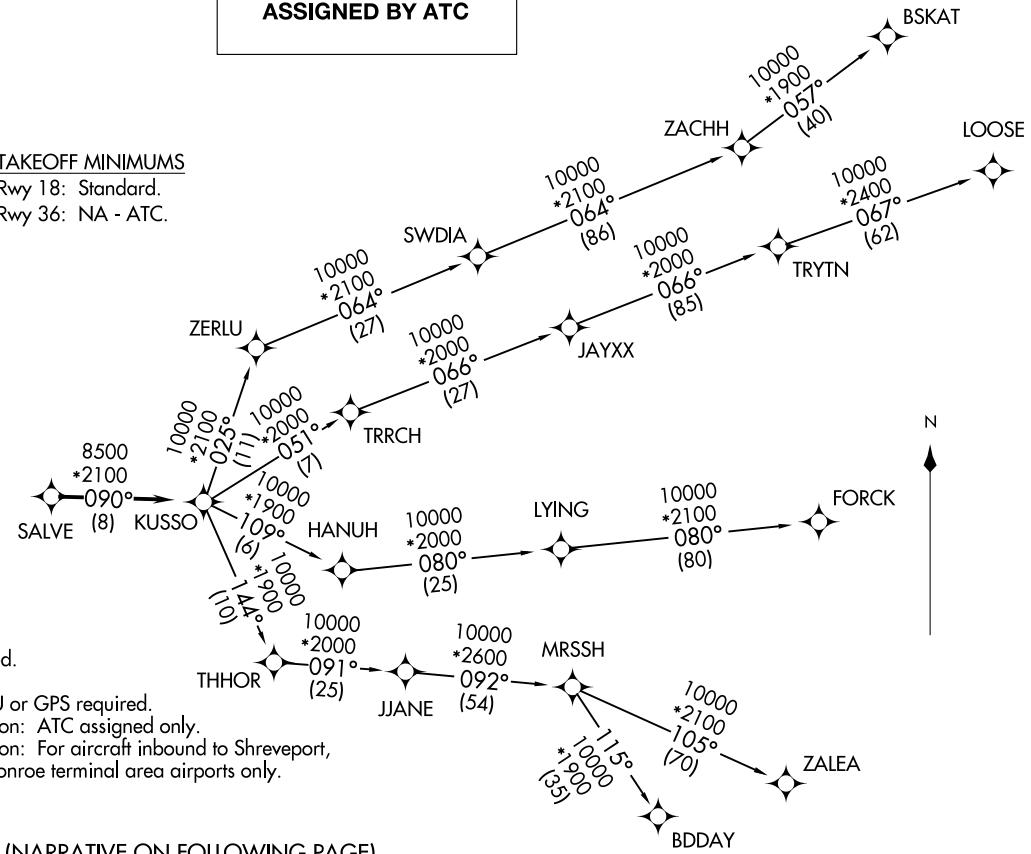 ASSIGNED BY ATC
BSKAT
10000
*1900
057°
(40)
ZACHH
LOOSE
TAKEOFF MINIMUMS
Rwy 18: Standard.
Rwy 36: NA - ATC.
10000
*2100
064°
(86)
10000
*2400
067°
(62)
SWDIA
TRYTN
10000
*2100
064°
(27)
10000
*2000
066°
(85)
ZERLU
JAYXX
10000
*2000
066°
(27)
TRRCH
10000
*2100
025°
(11)
10000
*2000
051°
(7)
N
8500
*2100
090°
(8)
SALVE
KUSSO
10000
*1900
109°
(6)
HANUH
10000
*2000
080°
(25)
LYING
10000
*2100
080°
(80)
FORCK
10000
*1900
144°
(10)
THHOR
10000
*2000
091°
(25)
JJANE
10000
*2600
092°
(54)
MRSSH
10000
*2100
105°
(70)
ZALEA
115°
10000
*1900
(35)
BDDAY
d.
U or GPS required.
on: ATC assigned only.
on: For aircraft inbound to Shreveport,
onroe terminal area airports only.
(NARRATIVE ON FOLLOWING PAGE)